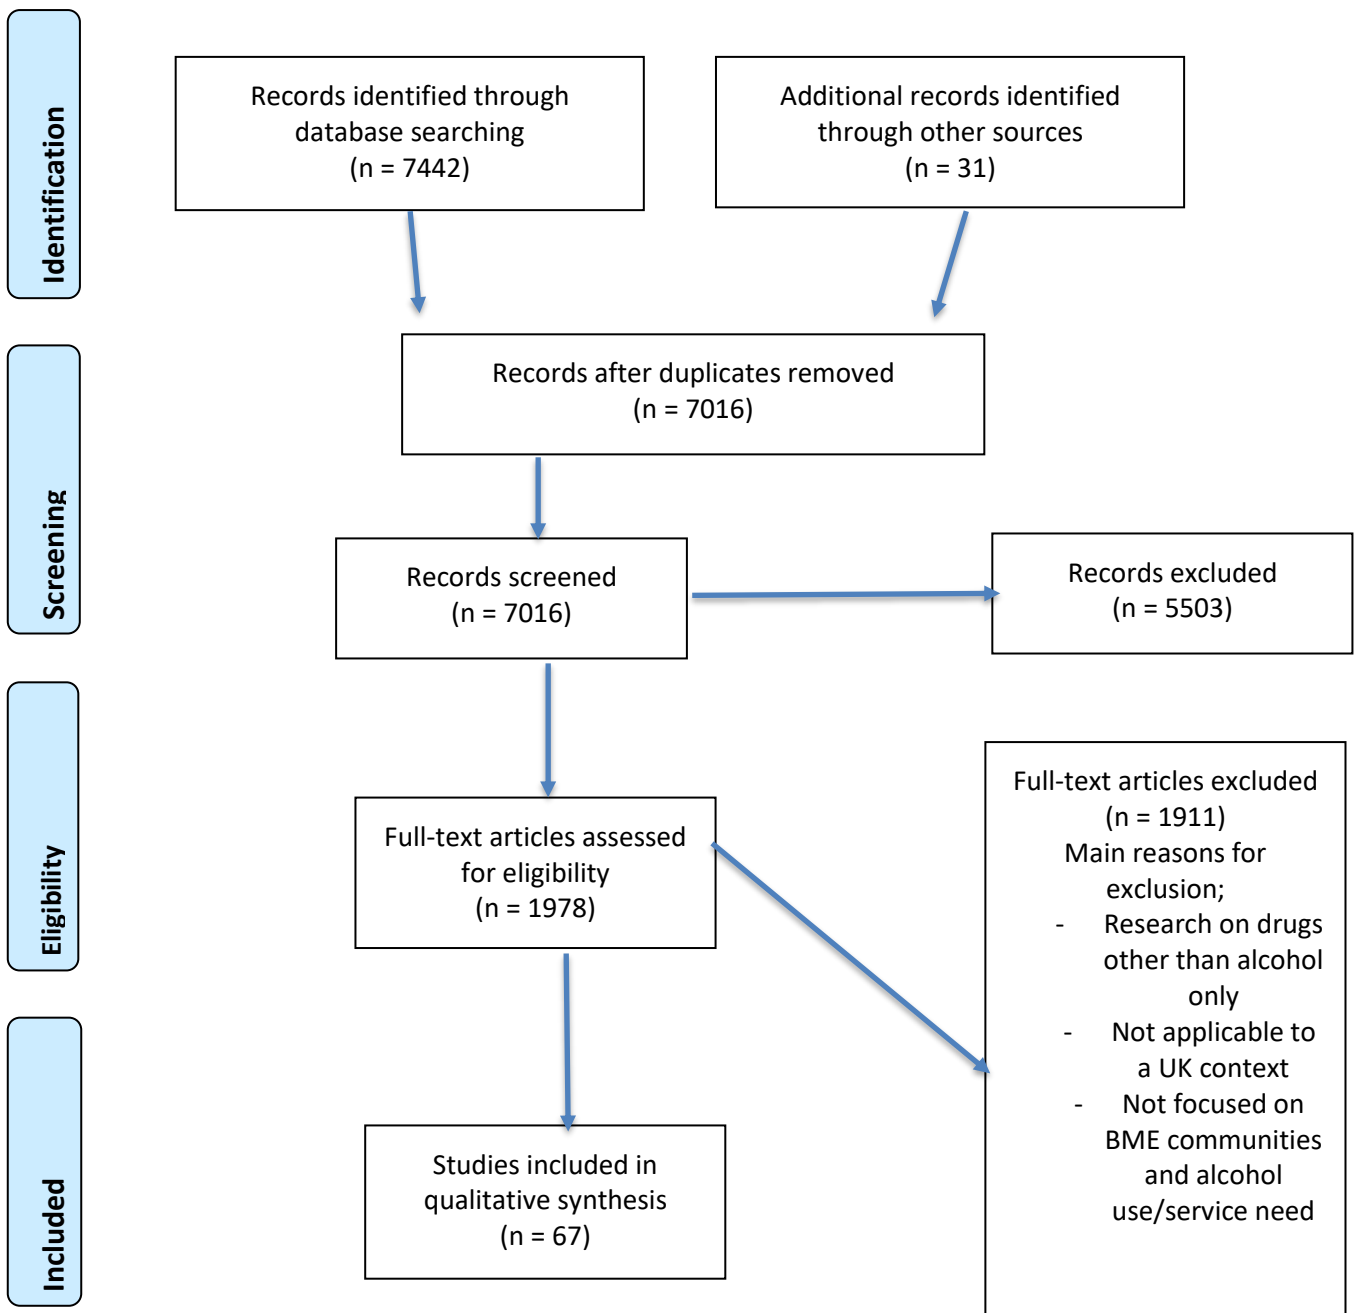 Identification
Records identified through
database searching
(n = 7442)
Additional records identified
through other sources
(n = 31)
Screening
Records after duplicates removed
(n = 7016)
Records screened
(n = 7016)
Records excluded
(n = 5503)
Eligibility
Full-text articles assessed
for eligibility
(n = 1978)
Full-text articles excluded
(n = 1911)
Main reasons for
exclusion;
- Research on drugs
other than alcohol
only
- Not applicable to
a UK context
- Not focused on
BME communities
and alcohol
use/service need
Included
Studies included in
qualitative synthesis
(n = 67)